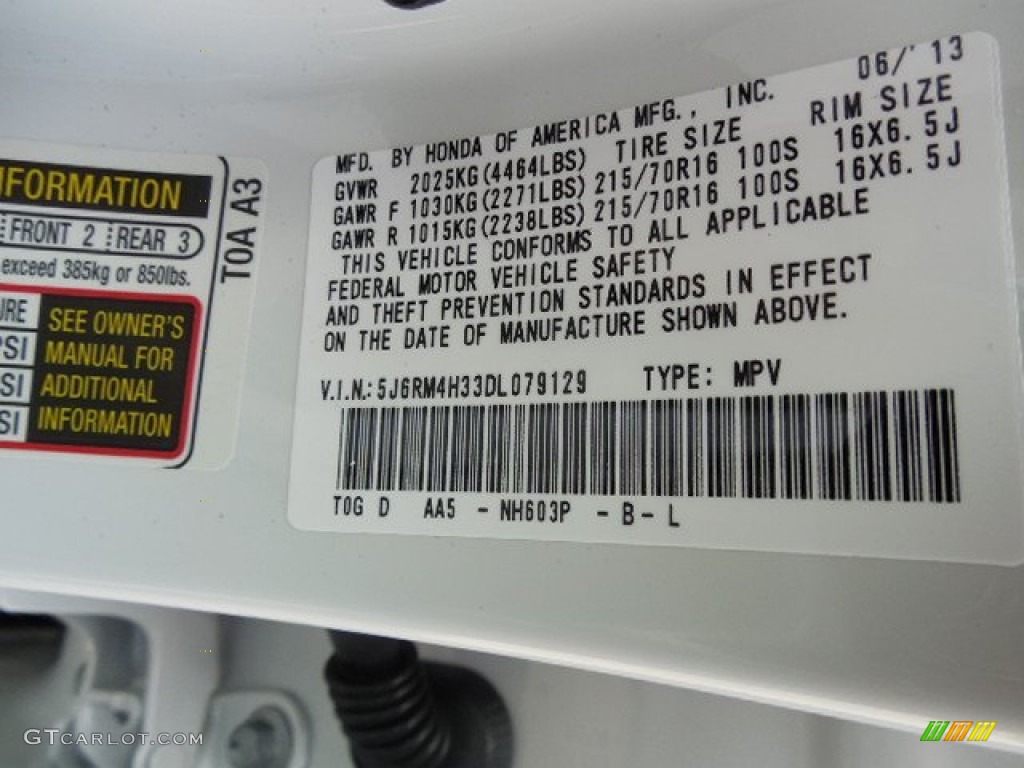 MFD. BY HONDA OF AMERICA MFG., INC. 06/'13
GVWR 2025KG(4464LBS) TIRE SIZE RIM SIZE
GAWR F 1030KG(2271LBS) 215/70R16 100S 16X6.5J
GAWR R 1015KG(2238LBS) 215/70R16 100S 16X6.5J
THIS VEHICLE CONFORMS TO ALL APPLICABLE
FEDERAL MOTOR VEHICLE SAFETY
AND THEFT PREVENTION STANDARDS IN EFFECT
ON THE DATE OF MANUFACTURE SHOWN ABOVE.
V.I.N.: 5J6RM4H33DL079129 TYPE: MPV
T0G D AA5 - NH603P - B - L
NFORMATION
FRONT 2 REAR 3
exceed 385kg or 850lbs.
URE
PSI
SI
SI
SEE OWNER'S
MANUAL FOR
ADDITIONAL
INFORMATION
T0A A3
GTCARLOT.COM